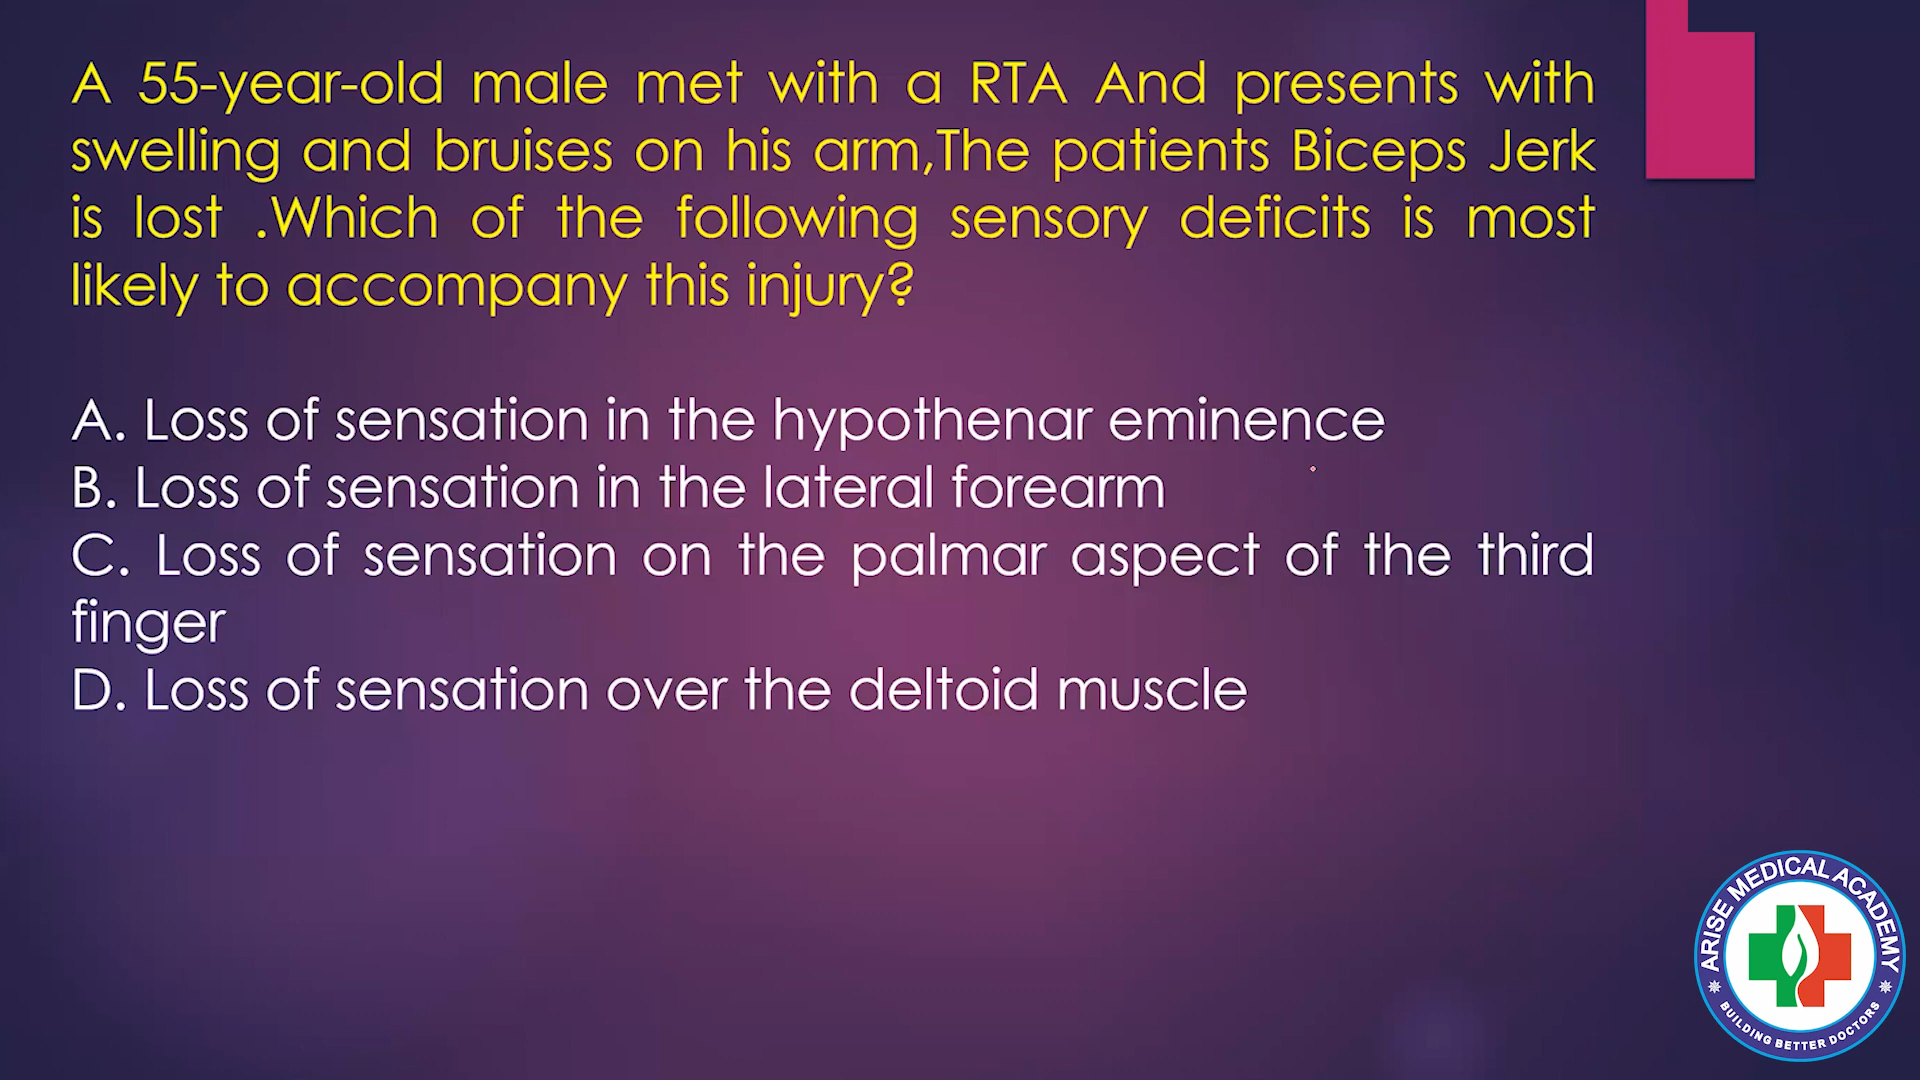 A 55-year-old male met with a RTA And presents with
swelling and bruises on his arm,The patients Biceps Jerk
is lost .Which of the following sensory deficits is most
likely to accompany this injury?
A. Loss of sensation in the hypothenar eminence
B. Loss of sensation in the lateral forearm
C. Loss of sensation on the palmar aspect of the third
finger
D. Loss of sensation over the deltoid muscle
ARISE MEDICAL ACADEMY
BUILDING BETTER DOCTORS